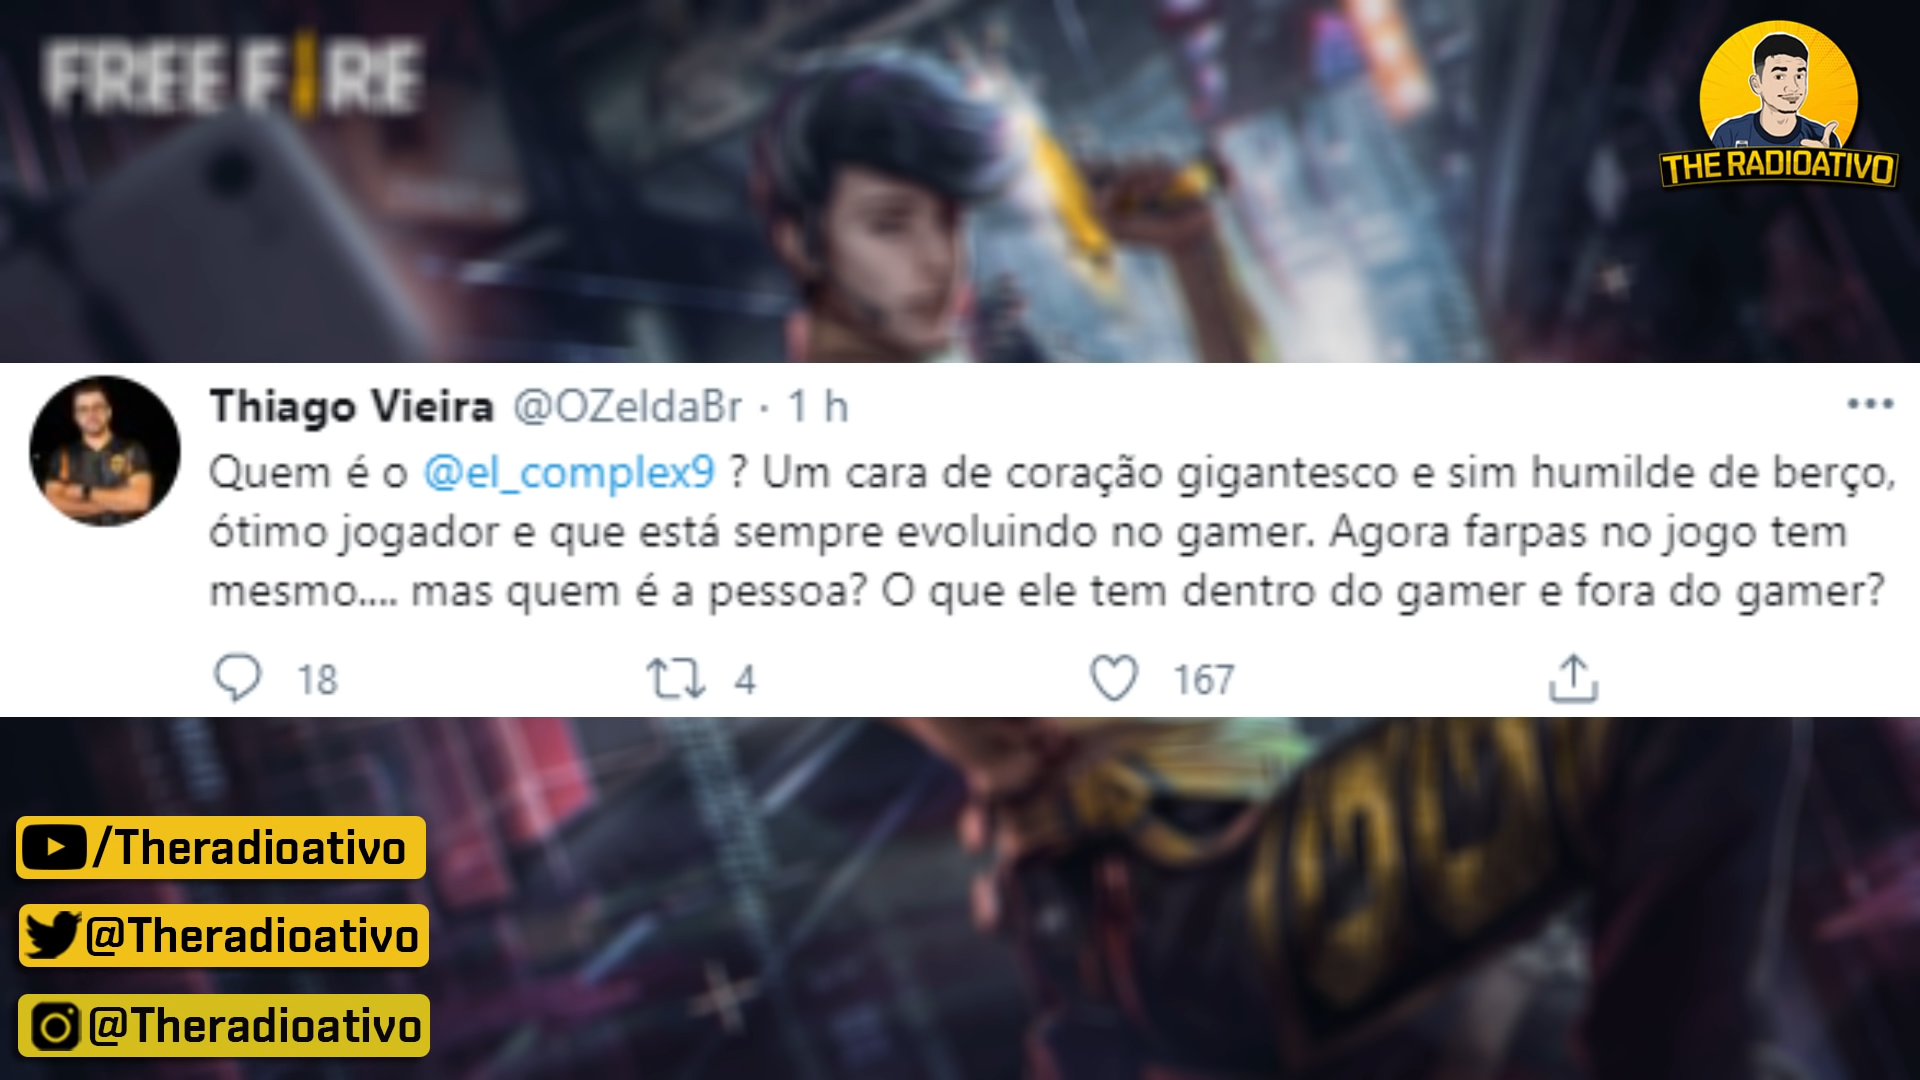 FREE FIRE
THE RADIOATIVO
Thiago Vieira @OZeldaBr · 1 h
Quem é o @el_complex9 ? Um cara de coração gigantesco e sim humilde de berço,
ótimo jogador e que está sempre evoluindo no gamer. Agora farpas no jogo tem
mesmo.... mas quem é a pessoa? O que ele tem dentro do gamer e fora do gamer?
18 4 167
/Theradioativo
@Theradioativo
@Theradioativo